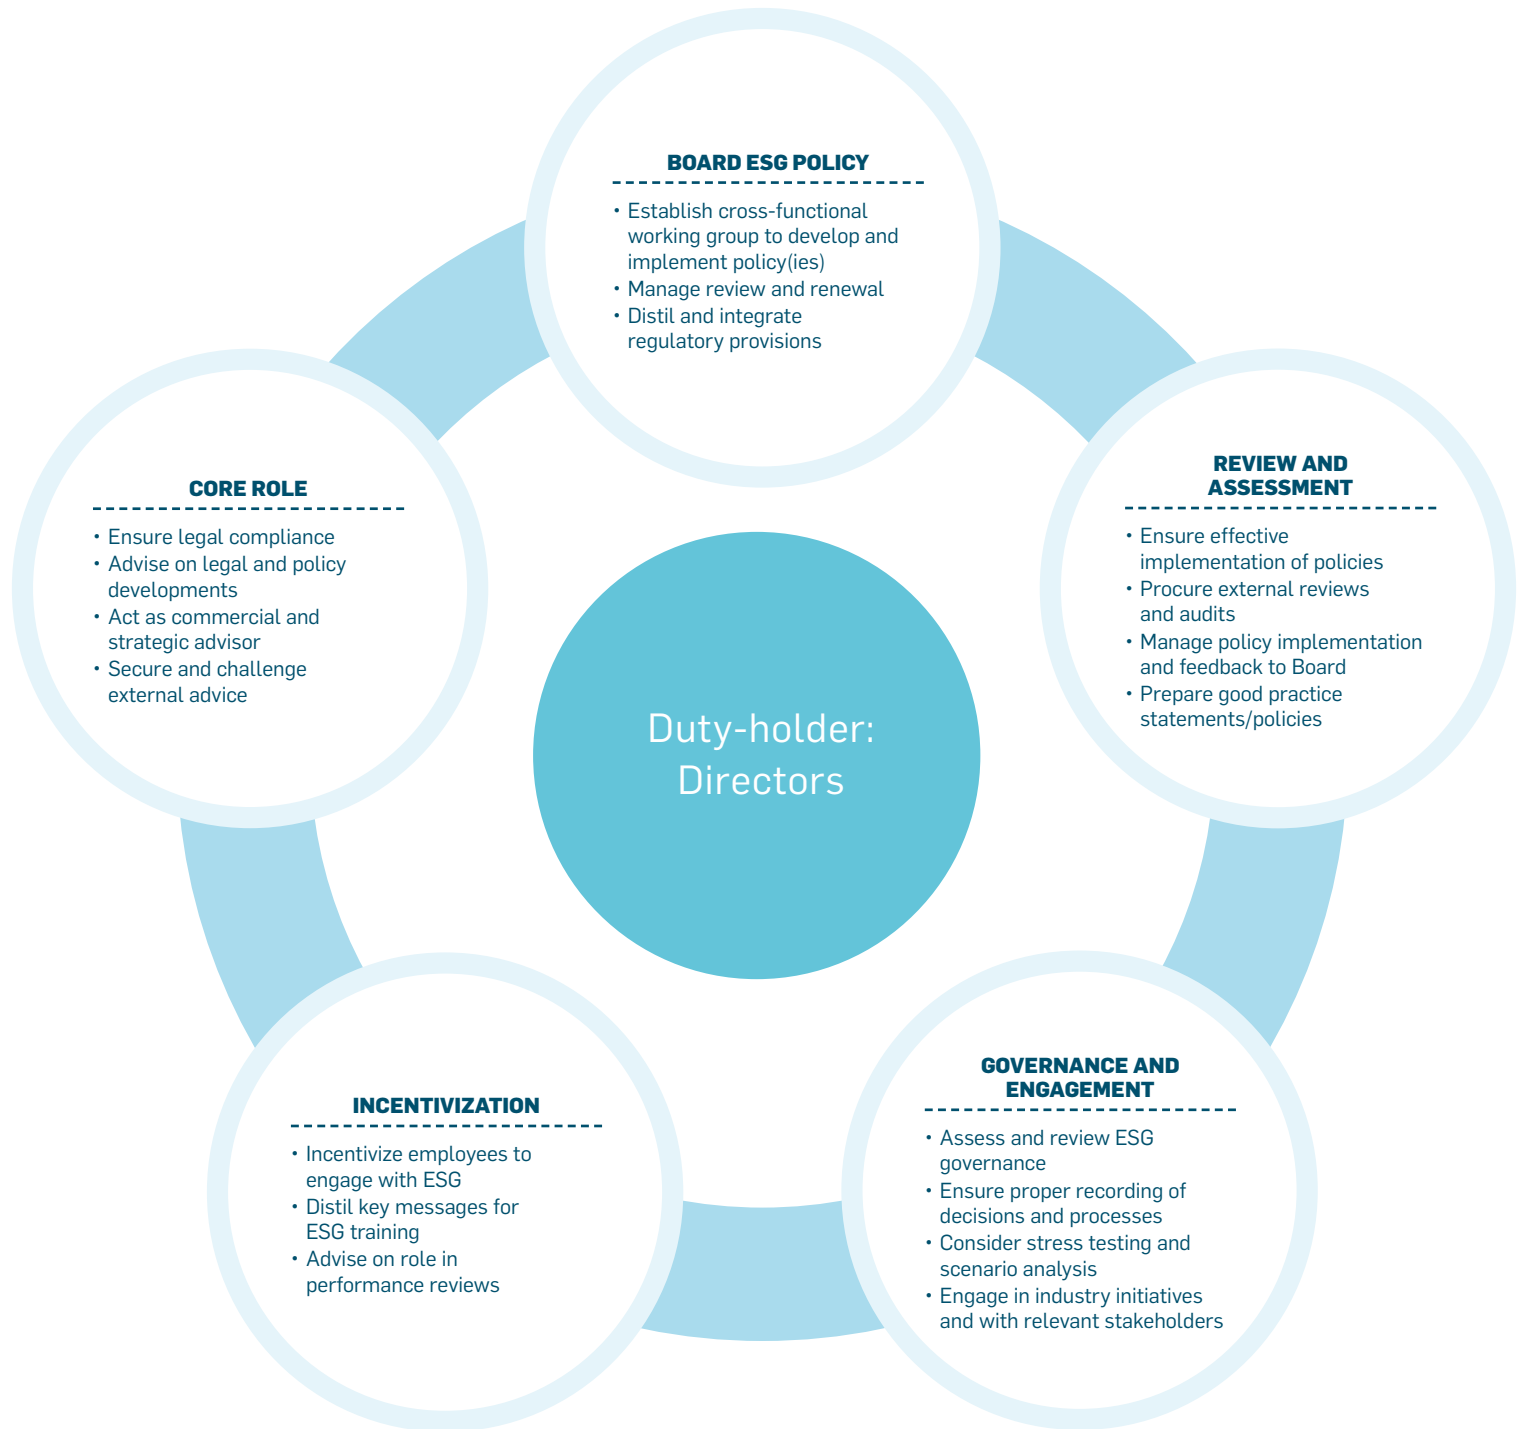 BOARD ESG POLICY
• Establish cross-functional
working group to develop and
implement policy(ies)
• Manage review and renewal
• Distil and integrate
regulatory provisions
REVIEW AND
ASSESSMENT
• Ensure effective
implementation of policies
• Procure external reviews
and audits
• Manage policy implementation
and feedback to Board
• Prepare good practice
statements/policies
GOVERNANCE AND
ENGAGEMENT
• Assess and review ESG
governance
• Ensure proper recording of
decisions and processes
• Consider stress testing and
scenario analysis
• Engage in industry initiatives
and with relevant stakeholders
INCENTIVIZATION
• Incentivize employees to
engage with ESG
• Distil key messages for
ESG training
• Advise on role in
performance reviews
CORE ROLE
• Ensure legal compliance
• Advise on legal and policy
developments
• Act as commercial and
strategic advisor
• Secure and challenge
external advice
Duty-holder:
Directors